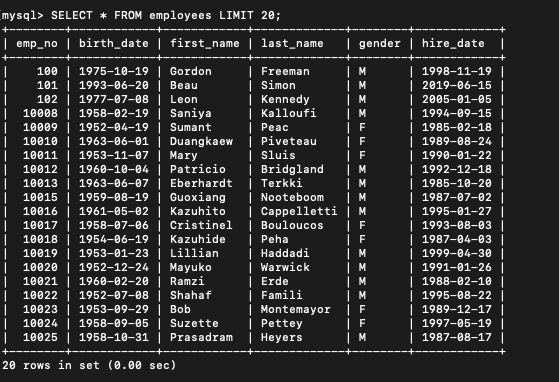 mysql> SELECT * FROM employees LIMIT 20;
+--------+------------+------------+--------------+--------+------------+
| emp_no | birth_date | first_name | last_name    | gender | hire_date  |
+--------+------------+------------+--------------+--------+------------+
|    100 | 1975-10-19 | Gordon     | Freeman      | M      | 1998-11-19 |
|    101 | 1993-06-20 | Beau       | Simon        | M      | 2019-06-15 |
|    102 | 1977-07-08 | Leon       | Kennedy      | M      | 2005-01-05 |
|  10008 | 1958-02-19 | Saniya     | Kalloufi     | M      | 1994-09-15 |
|  10009 | 1952-04-19 | Sumant     | Peac         | F      | 1985-02-18 |
|  10010 | 1963-06-01 | Duangkaew  | Piveteau     | F      | 1989-08-24 |
|  10011 | 1953-11-07 | Mary       | Sluis        | F      | 1990-01-22 |
|  10012 | 1960-10-04 | Patricio   | Bridgland    | M      | 1992-12-18 |
|  10013 | 1963-06-07 | Eberhardt  | Terkki       | M      | 1985-10-20 |
|  10015 | 1959-08-19 | Guoxiang   | Nooteboom    | M      | 1987-07-02 |
|  10016 | 1961-05-02 | Kazuhito   | Cappelletti  | M      | 1995-01-27 |
|  10017 | 1958-07-06 | Cristinel  | Bouloucos    | F      | 1993-08-03 |
|  10018 | 1954-06-19 | Kazuhide   | Peha         | F      | 1987-04-03 |
|  10019 | 1953-01-23 | Lillian    | Haddadi      | M      | 1999-04-30 |
|  10020 | 1952-12-24 | Mayuko     | Warwick      | M      | 1991-01-26 |
|  10021 | 1960-02-20 | Ramzi      | Erde         | M      | 1988-02-10 |
|  10022 | 1952-07-08 | Shahaf     | Famili       | M      | 1995-08-22 |
|  10023 | 1953-09-29 | Bob        | Montemayor   | F      | 1989-12-17 |
|  10024 | 1958-09-05 | Suzette    | Pettey       | F      | 1997-05-19 |
|  10025 | 1958-10-31 | Prasadram  | Heyers       | M      | 1987-08-17 |
+--------+------------+------------+--------------+--------+------------+
20 rows in set (0.00 sec)